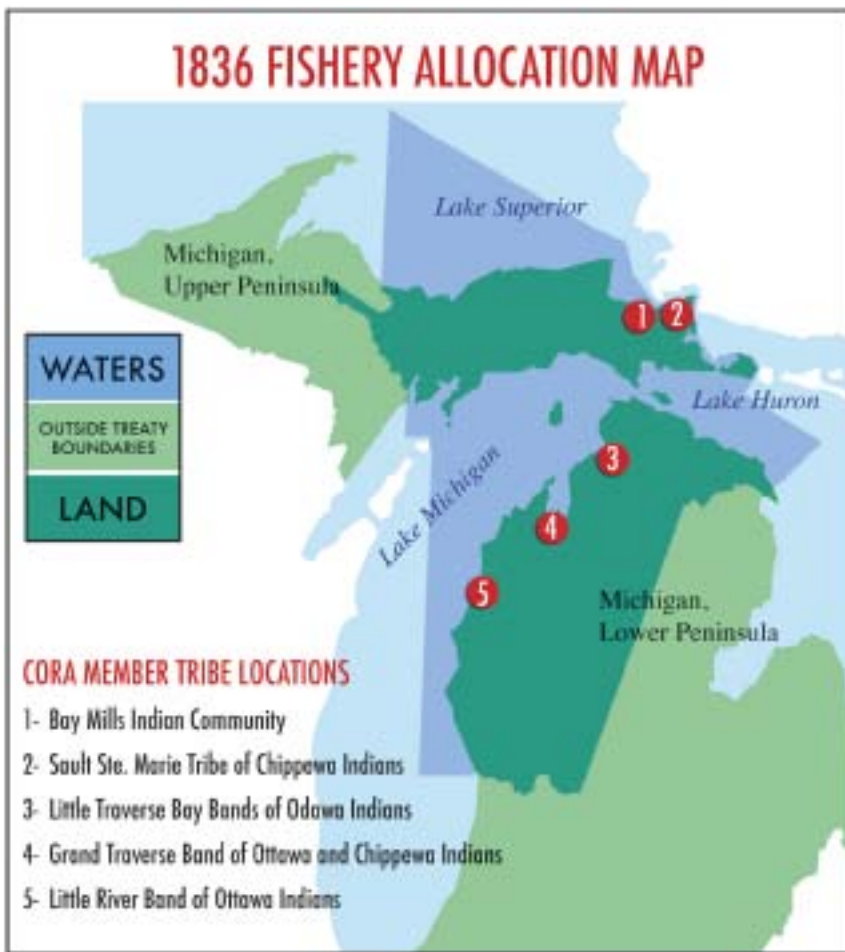 1836 FISHERY ALLOCATION MAP
Lake Superior
Michigan,
Upper Peninsula
1
2
WATERS
OUTSIDE TREATY
BOUNDARIES
LAND
Lake Huron
3
Lake Michigan
4
5
Michigan,
Lower Peninsula
CORA MEMBER TRIBE LOCATIONS
1- Bay Mills Indian Community
2- Sault Ste. Marie Tribe of Chippewa Indians
3- Little Traverse Bay Bands of Odawa Indians
4- Grand Traverse Band of Ottawa and Chippewa Indians
5- Little River Band of Ottawa Indians